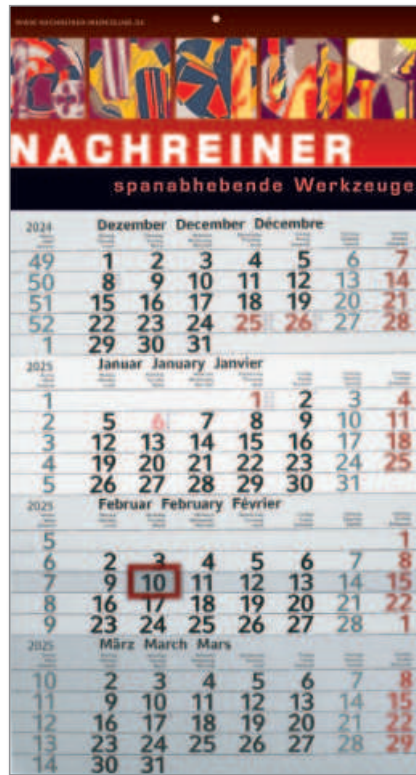 WWW.NACHREINER-WERKZEUGE.DE
NACHREINER
spanabhebende Werkzeuge
2024 Dezember December Décembre
49 1 2 3 4 5 6 7
50 8 9 10 11 12 13 14
51 15 16 17 18 19 20 21
52 22 23 24 25 26 27 28
1 29 30 31
2025 Januar January Janvier
1 1 2 3 4
2 5 6 7 8 9 10 11
3 12 13 14 15 16 17 18
4 19 20 21 22 23 24 25
5 26 27 28 29 30 31
2025 Februar February Février
5 1
6 2 3 4 5 6 7 8
7 9 10 11 12 13 14 15
8 16 17 18 19 20 21 22
9 23 24 25 26 27 28 1
2025 März March Mars
10 2 3 4 5 6 7 8
11 9 10 11 12 13 14 15
12 16 17 18 19 20 21 22
13 23 24 25 26 27 28 29
14 30 31